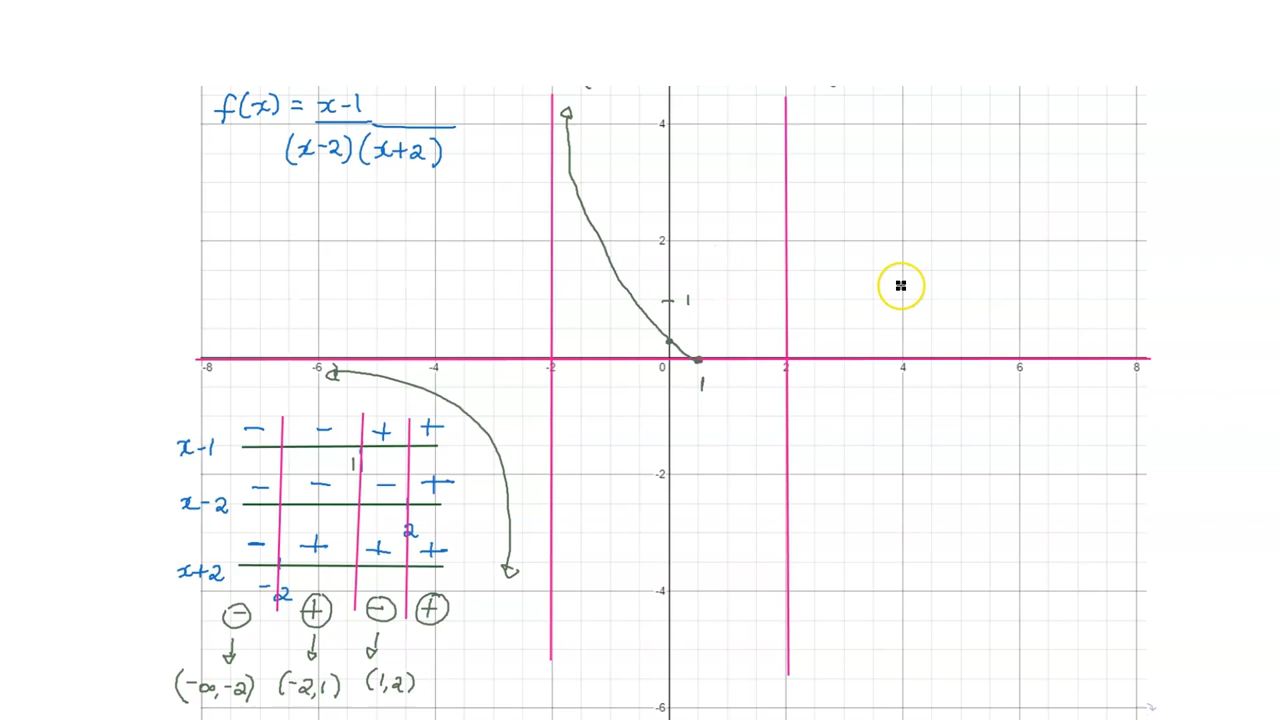 f(x) = x-1
(x-2)(x+2)
4
2
1
-8 -6 -4 -2 0 2 4 6 8
1
-2
-4
-6
x-1 - - + +
1
x-2 - - - +
2
x+2 - + + +
-2
- + - +
(-∞,-2) (-2,1) (1,2)